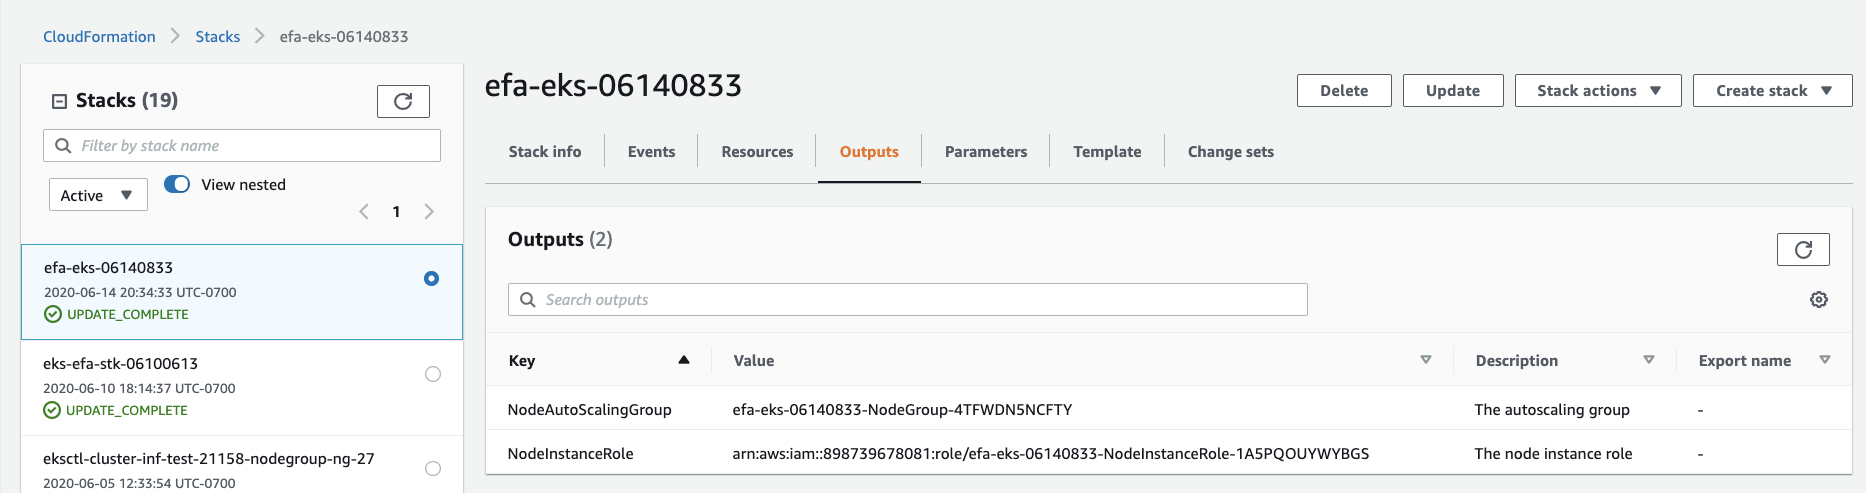 CloudFormation > Stacks > efa-eks-06140833
Stacks (19)
Filter by stack name
Active
View nested
1
efa-eks-06140833
2020-06-14 20:34:33 UTC-0700
UPDATE_COMPLETE
eks-efa-stk-06100613
2020-06-10 18:14:37 UTC-0700
UPDATE_COMPLETE
eksctl-cluster-inf-test-21158-nodegroup-ng-27
2020-06-05 12:33:54 UTC-0700
efa-eks-06140833
Delete Update Stack actions Create stack
Stack info Events Resources Outputs Parameters Template Change sets
Outputs (2)
Search outputs
Key Value Description Export name
NodeAutoScalingGroup efa-eks-06140833-NodeGroup-4TFWDN5NCFTY The autoscaling group -
NodeInstanceRole arn:aws:iam::898739678081:role/efa-eks-06140833-NodeInstanceRole-1A5PQOUYWYBGS The node instance role -